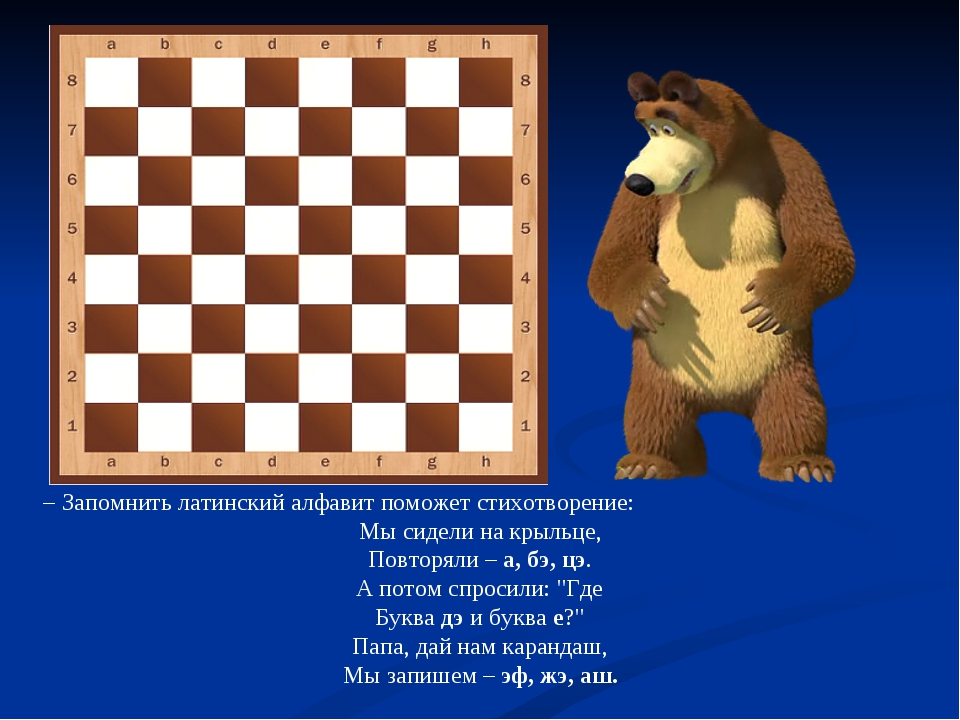 a b c d e f g h
8 8
7 7
6 6
5 5
4 4
3 3
2 2
1 1
a b c d e f g h
– Запомнить латинский алфавит поможет стихотворение:
Мы сидели на крыльце,
Повторяли – а, бэ, цэ.
А потом спросили: "Где
Буква дэ и буква е?"
Папа, дай нам карандаш,
Мы запишем – эф, жэ, аш.